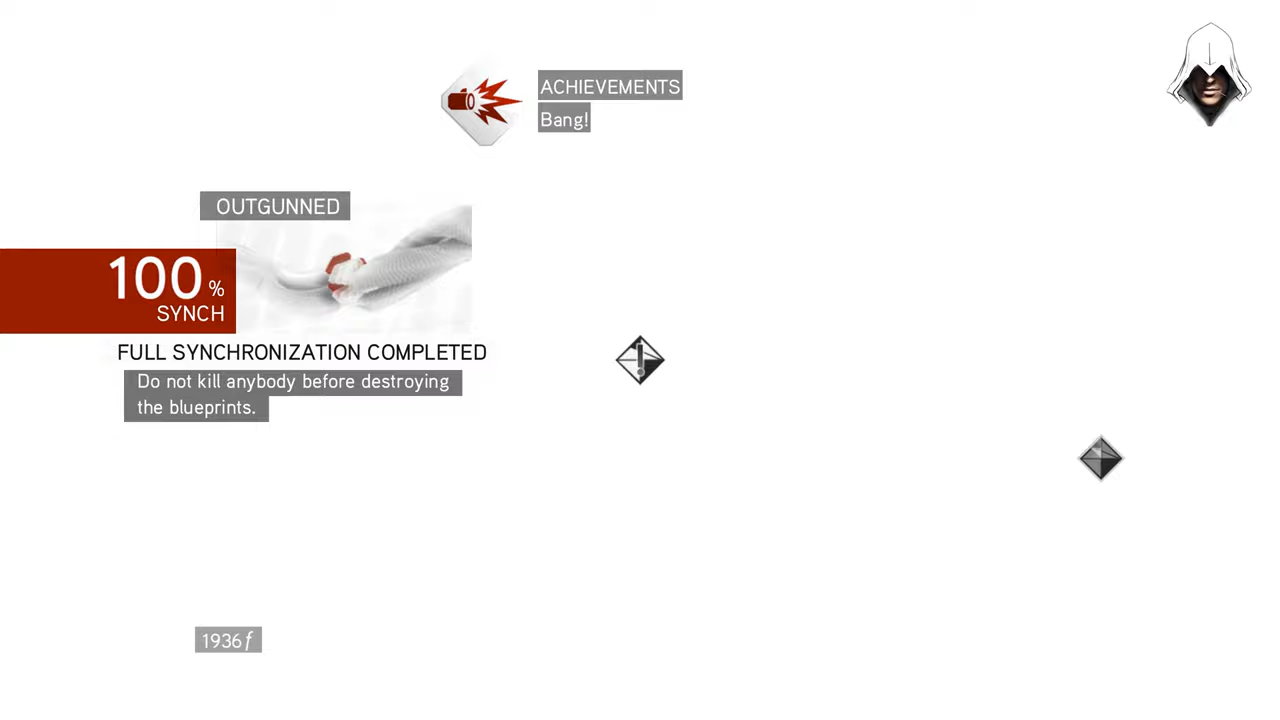 ACHIEVEMENTS
Bang!
OUTGUNNED
100%
SYNCH
FULL SYNCHRONIZATION COMPLETED
Do not kill anybody before destroying
the blueprints.
1936 ƒ